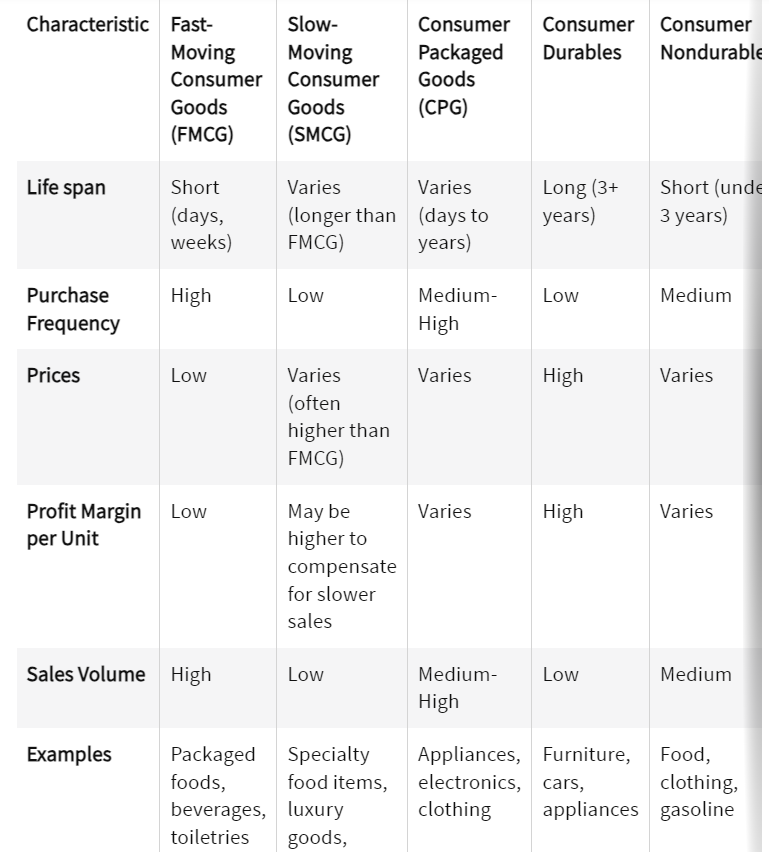 Characteristic Fast- Slow- Consumer Consumer Consumer
Moving Moving Packaged Durables Nondurable
Consumer Consumer Goods
Goods Goods (CPG)
(FMCG) (SMCG)
Life span Short Varies Varies Long (3+ Short (unde
(days, (longer than (days to years) 3 years)
weeks) FMCG) years)
Purchase High Low Medium- Low Medium
Frequency High
Prices Low Varies Varies High Varies
(often
higher than
FMCG)
Profit Margin Low May be Varies High Varies
per Unit higher to
compensate
for slower
sales
Sales Volume High Low Medium- Low Medium
High
Examples Packaged Specialty Appliances, Furniture, Food,
foods, food items, electronics, cars, clothing,
beverages, luxury clothing appliances gasoline
toiletries goods,